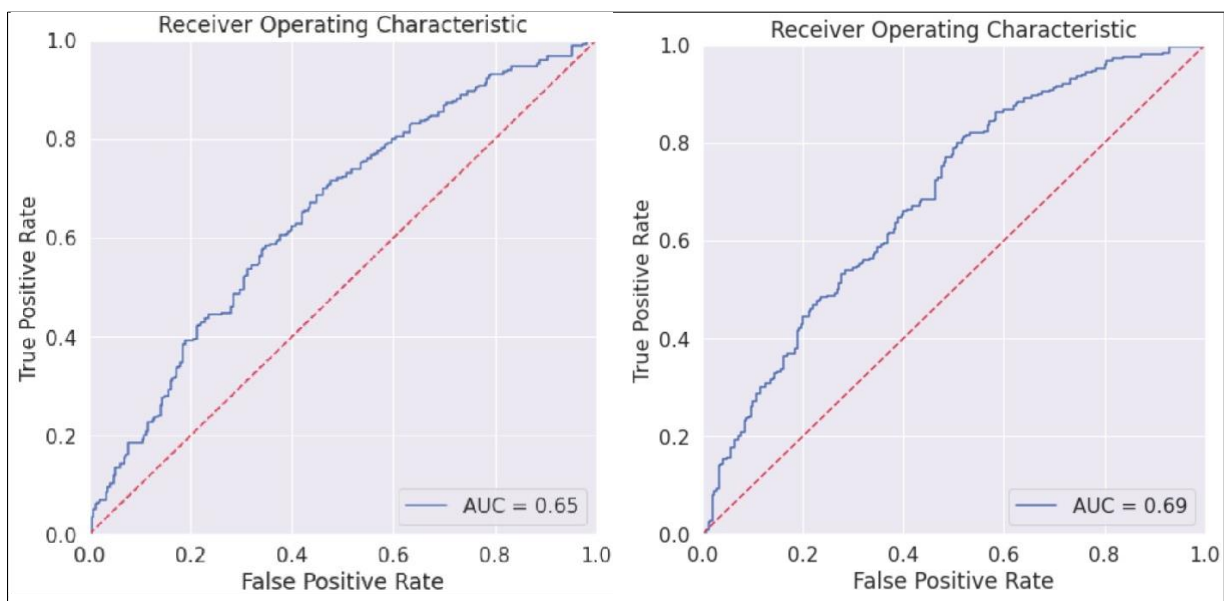 Receiver Operating Characteristic
1.0
0.8
0.6
0.4
0.2
0.0
True Positive Rate
0.0 0.2 0.4 0.6 0.8 1.0
False Positive Rate
AUC = 0.65
Receiver Operating Characteristic
1.0
0.8
0.6
0.4
0.2
0.0
True Positive Rate
0.0 0.2 0.4 0.6 0.8 1.0
False Positive Rate
AUC = 0.69